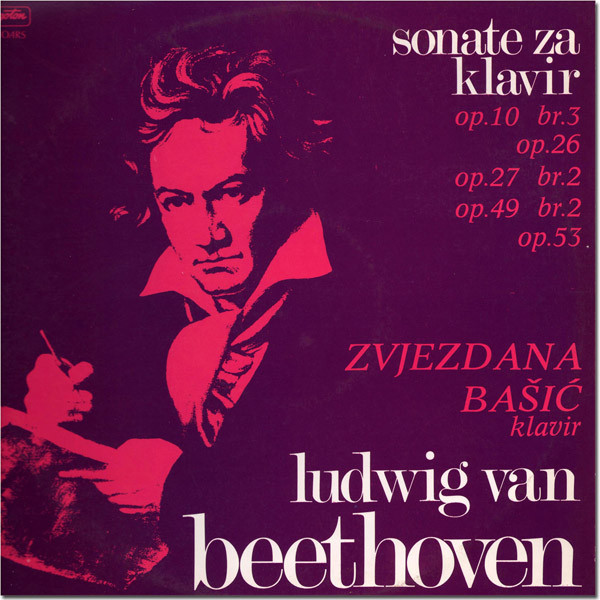 sonate za
klavir
op.10 br.3
op.26
op.27 br.2
op.49 br.2
op.53
ZVJEZDANA
BAŠIĆ
klavir
ludwig van
beethoven